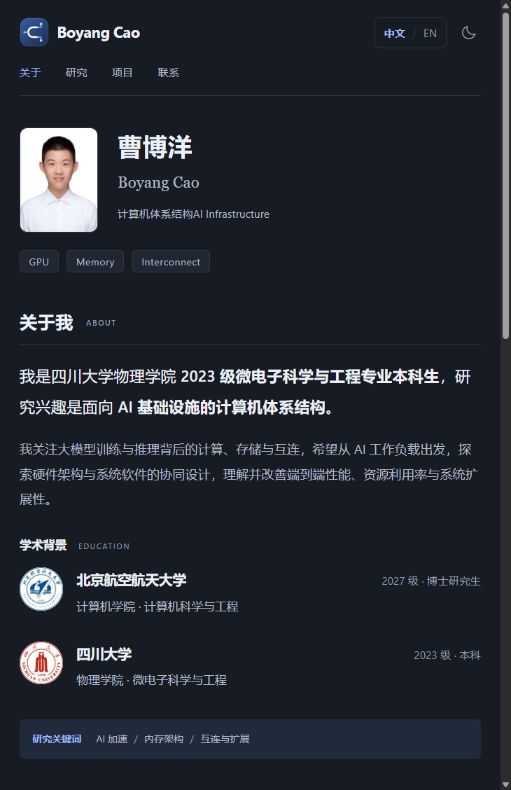 Boyang Cao
中文 / EN
关于 研究 项目 联系
曹博洋
Boyang Cao
计算机体系结构AI Infrastructure
GPU Memory Interconnect
关于我 ABOUT
我是四川大学物理学院 2023 级微电子科学与工程专业本科生，研
究兴趣是面向 AI 基础设施的计算机体系结构。
我关注大模型训练与推理背后的计算、存储与互连，希望从 AI 工作负载出发，探
索硬件架构与系统软件的协同设计，理解并改善端到端性能、资源利用率与系统扩
展性。
学术背景 EDUCATION
北京航空航天大学 2027 级 · 博士研究生
计算机学院 · 计算机科学与工程
四川大学 2023 级 · 本科
物理学院 · 微电子科学与工程
研究关键词 AI 加速 / 内存架构 / 互连与扩展